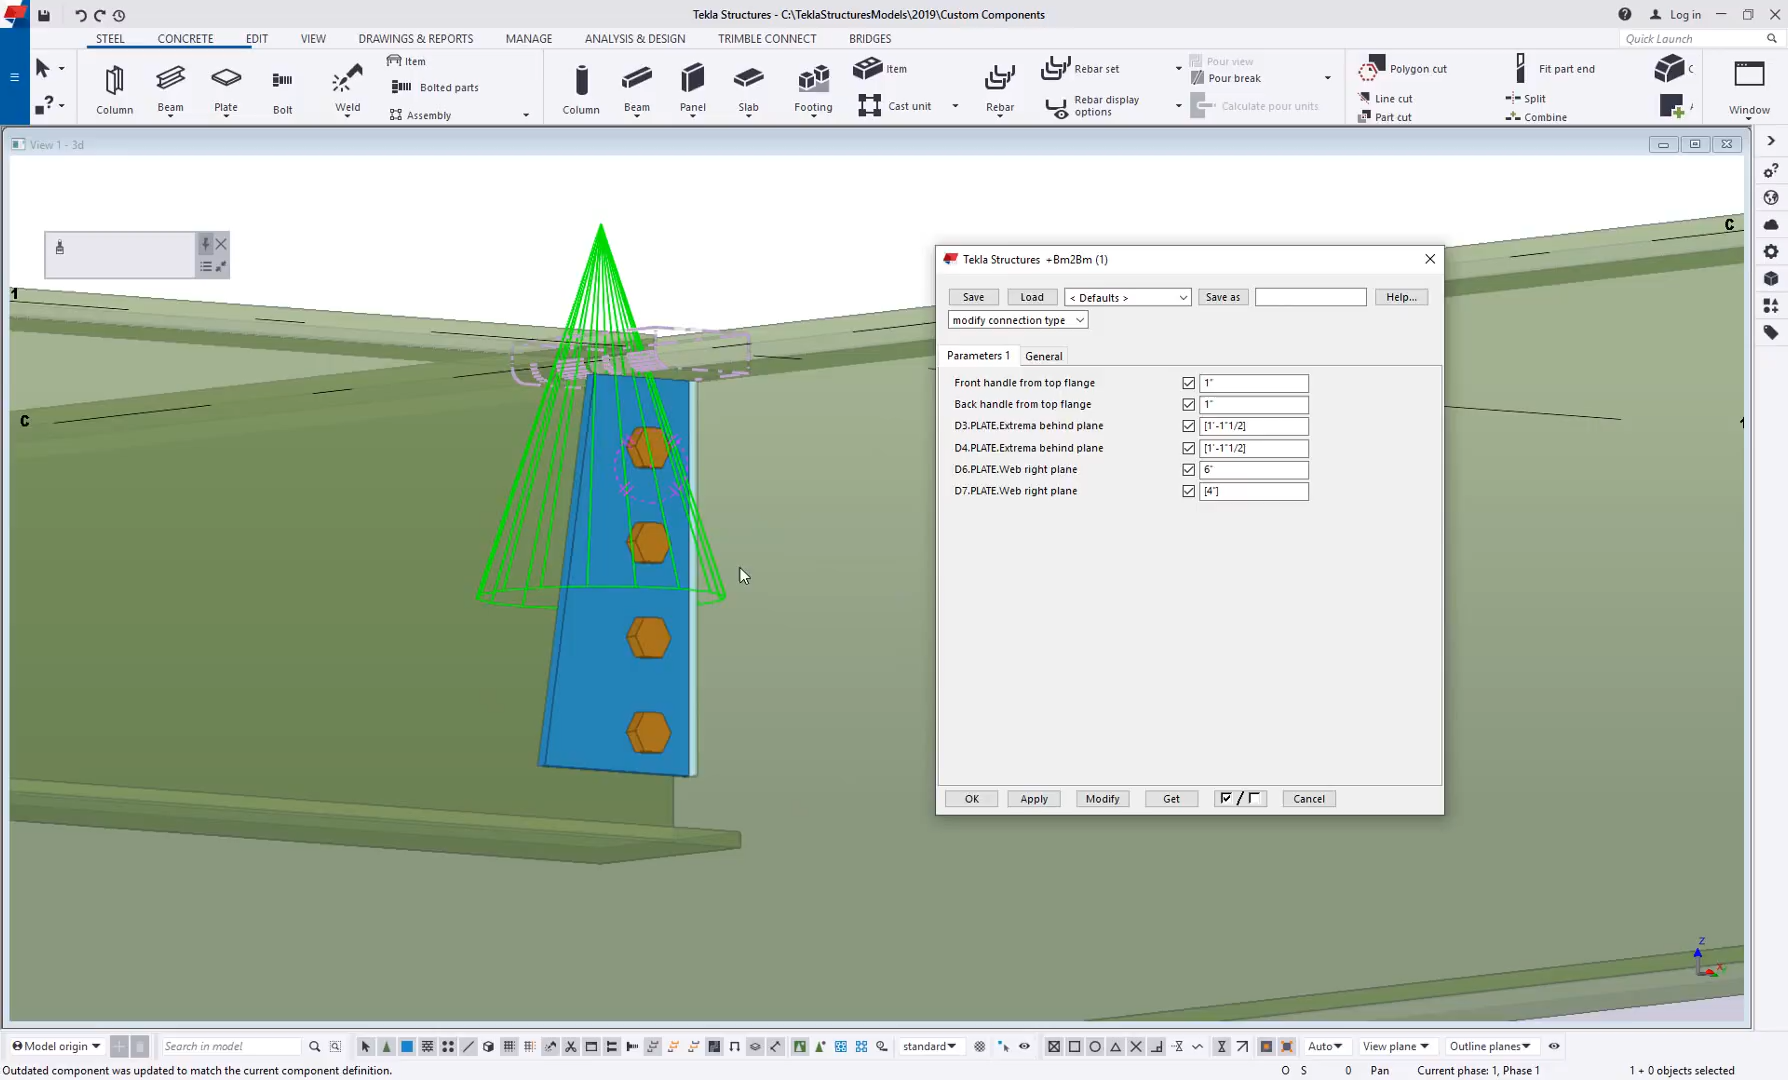 Tekla Structures - C:\TeklaStructuresModels\2019\Custom Components
Log in
STEEL CONCRETE EDIT VIEW DRAWINGS & REPORTS MANAGE ANALYSIS & DESIGN TRIMBLE CONNECT BRIDGES
Quick Launch
Column Beam Plate Bolt Weld
Item
Bolted parts
Assembly
Column Beam Panel Slab Footing
Item
Cast unit
Rebar
Rebar set
Rebar display options
Pour view
Pour break
Calculate pour units
Polygon cut
Line cut
Part cut
Fit part end
Split
Combine
C
Window
View 1 - 3d
1
C
C
Tekla Structures +Bm2Bm (1)
Save Load < Defaults > Save as Help...
modify connection type
Parameters 1 General
Front handle from top flange 1"
Back handle from top flange 1"
D3.PLATE.Extrema behind plane [1'-1"1/2]
D4.PLATE.Extrema behind plane [1'-1"1/2]
D6.PLATE.Web right plane 6"
D7.PLATE.Web right plane [4"]
OK Apply Modify Get / Cancel
Z
Model origin Search in model standard Auto View plane Outline planes
Outdated component was updated to match the current component definition.
O S 0 Pan Current phase: 1, Phase 1 1 + 0 objects selected